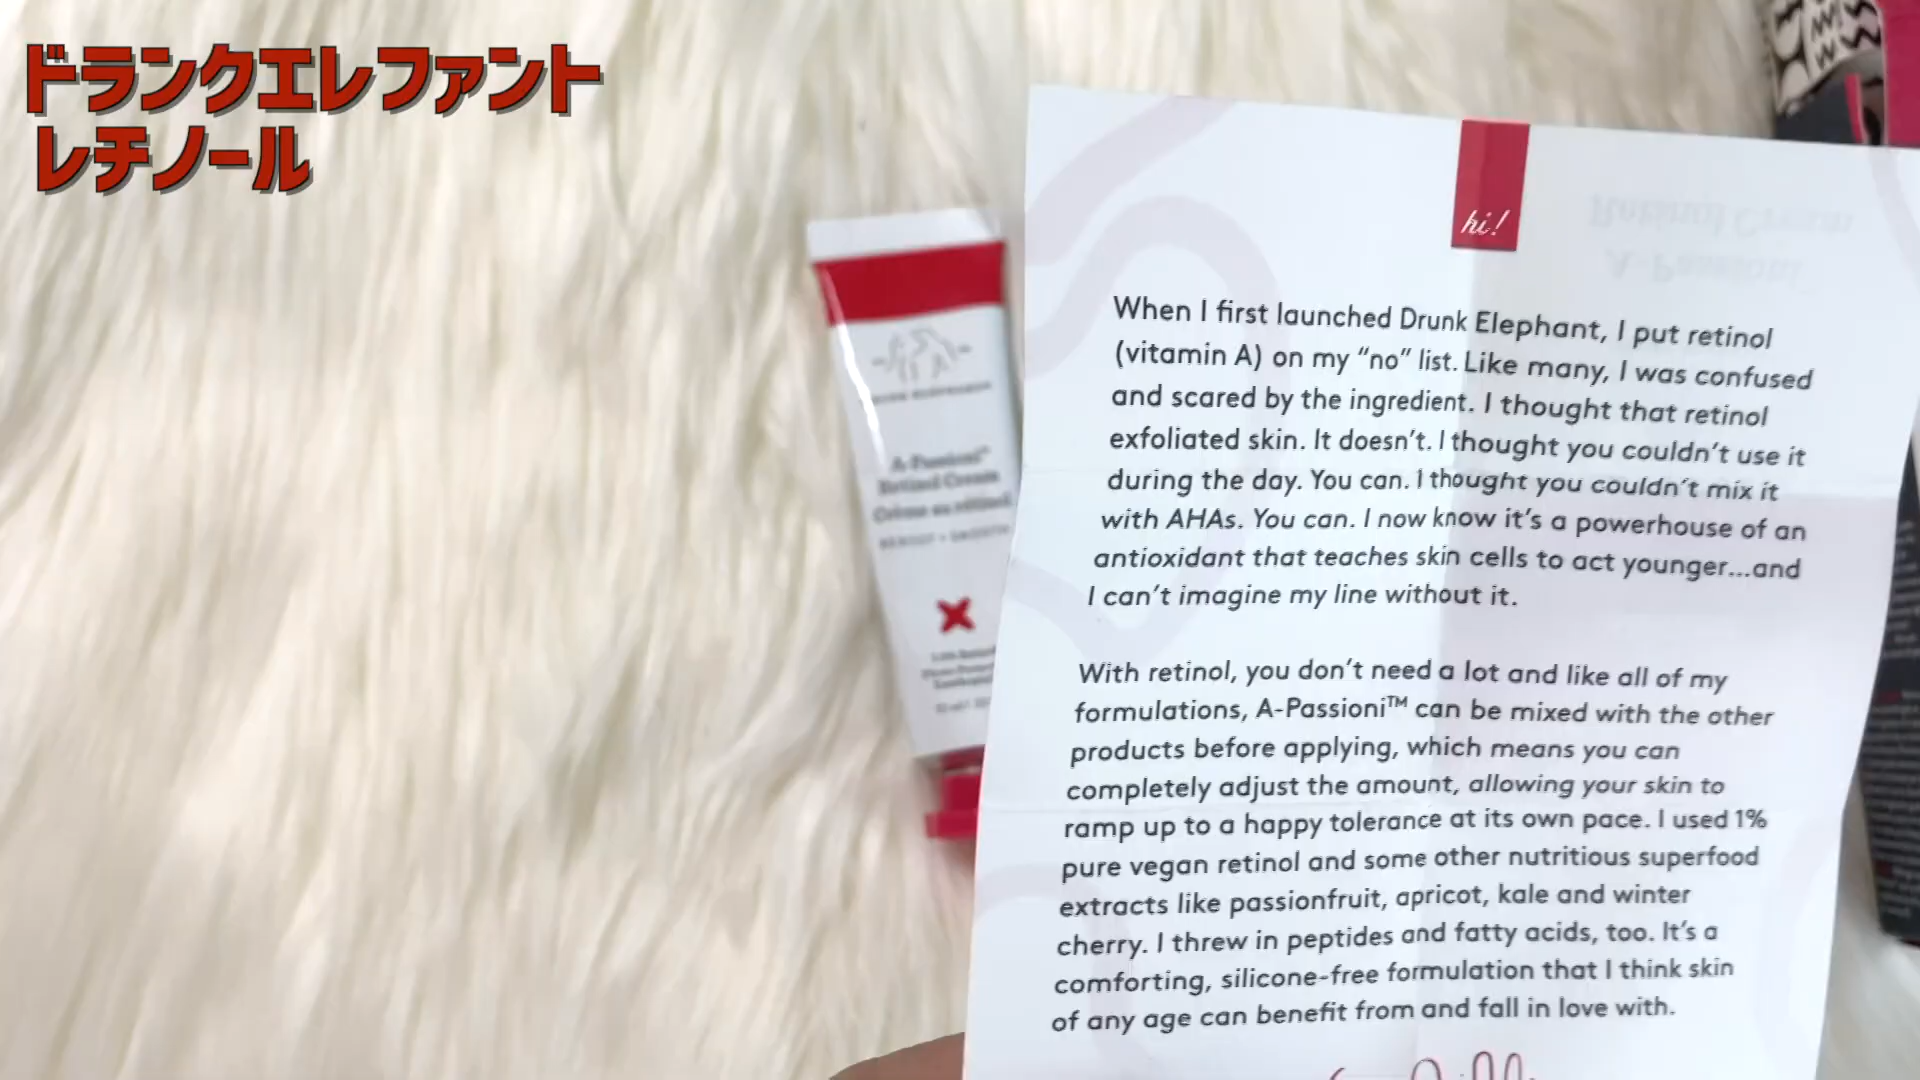 ドランクエレファント
レチノール
hi!
When I first launched Drunk Elephant, I put retinol
(vitamin A) on my “no” list. Like many, I was confused
and scared by the ingredient. I thought that retinol
exfoliated skin. It doesn’t. I thought you couldn’t use it
during the day. You can. I thought you couldn’t mix it
with AHAs. You can. I now know it’s a powerhouse of an
antioxidant that teaches skin cells to act younger...and
I can’t imagine my line without it.
With retinol, you don’t need a lot and like all of my
formulations, A-Passioni™ can be mixed with the other
products before applying, which means you can
completely adjust the amount, allowing your skin to
ramp up to a happy tolerance at its own pace. I used 1%
pure vegan retinol and some other nutritious superfood
extracts like passionfruit, apricot, kale and winter
cherry. I threw in peptides and fatty acids, too. It’s a
comforting, silicone-free formulation that I think skin
of any age can benefit from and fall in love with.
A-Passioni™
Retinol Cream